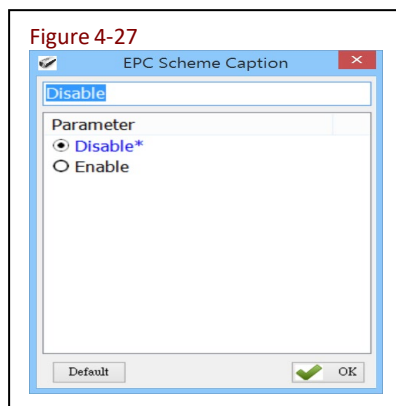 Figure 4-27
EPC Scheme Caption
Disable
Parameter
Disable*
Enable
Default OK